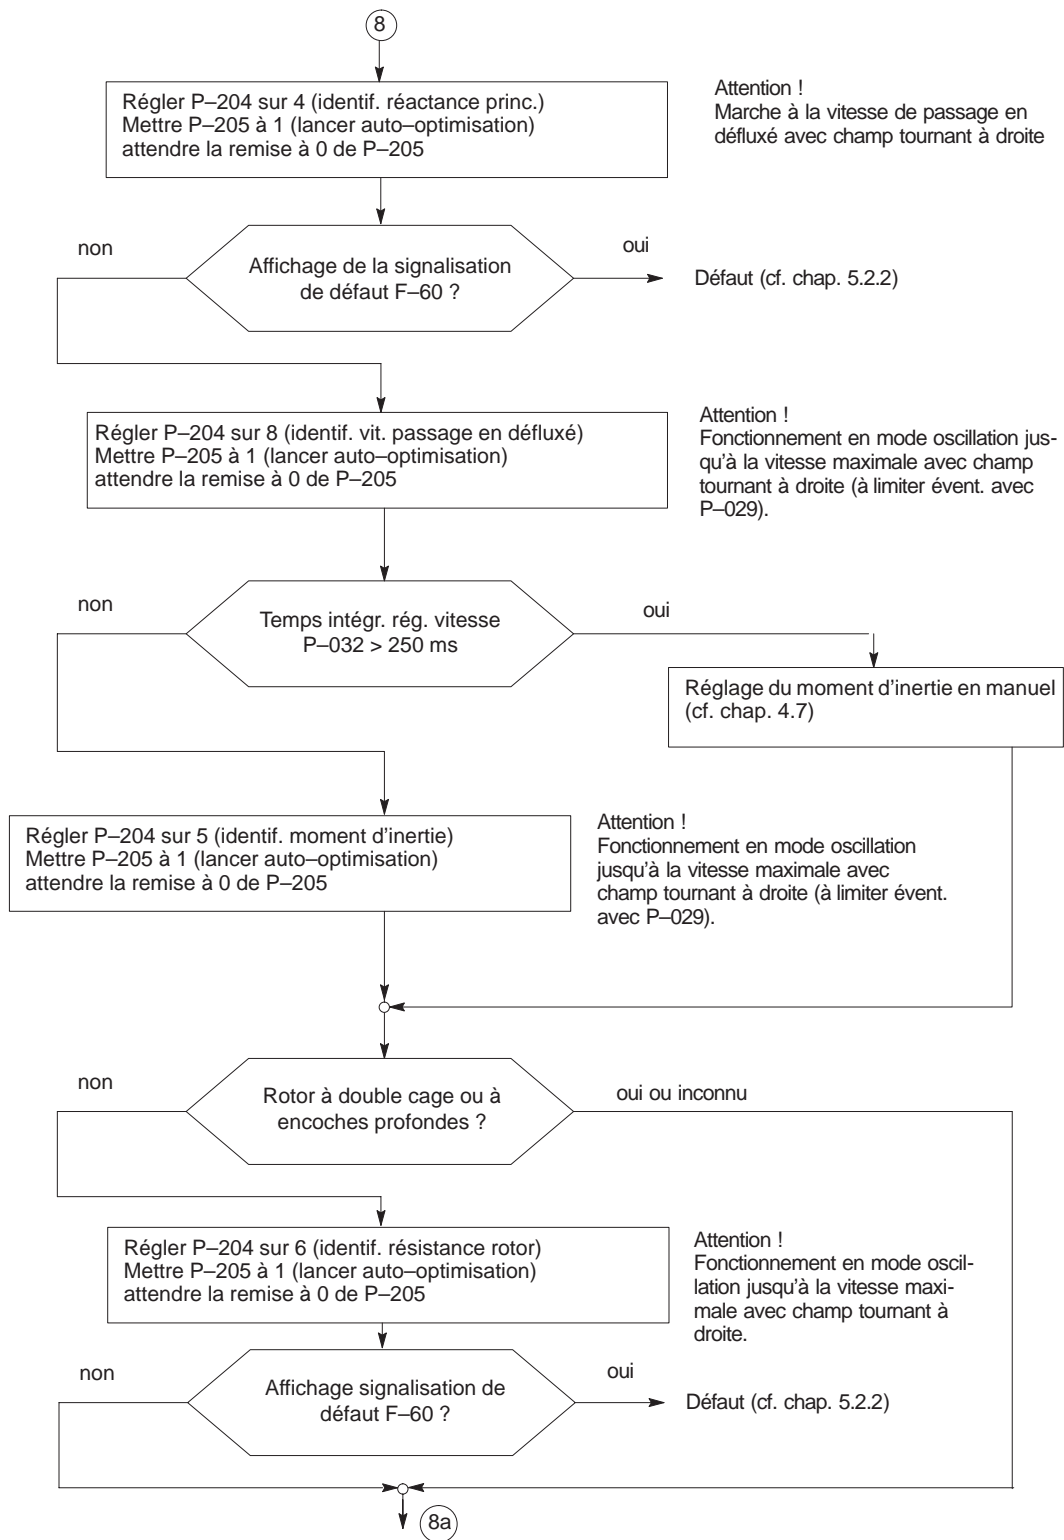 8
Régler P–204 sur 4 (identif. réactance princ.)
Mettre P–205 à 1 (lancer auto–optimisation)
attendre la remise à 0 de P–205
Attention !
Marche à la vitesse de passage en
défluxé avec champ tournant à droite
non
Affichage de la signalisation
de défaut F–60 ?
oui
Défaut (cf. chap. 5.2.2)
Régler P–204 sur 8 (identif. vit. passage en défluxé)
Mettre P–205 à 1 (lancer auto–optimisation)
attendre la remise à 0 de P–205
Attention !
Fonctionnement en mode oscillation jus-
qu'à la vitesse maximale avec champ
tournant à droite (à limiter évent. avec
P–029).
non
Temps intégr. rég. vitesse
P–032 > 250 ms
oui
Réglage du moment d'inertie en manuel
(cf. chap. 4.7)
Régler P–204 sur 5 (identif. moment d'inertie)
Mettre P–205 à 1 (lancer auto–optimisation)
attendre la remise à 0 de P–205
Attention !
Fonctionnement en mode oscillation
jusqu'à la vitesse maximale avec
champ tournant à droite (à limiter évent.
avec P–029).
non
Rotor à double cage ou à
encoches profondes ?
oui ou inconnu
Régler P–204 sur 6 (identif. résistance rotor)
Mettre P–205 à 1 (lancer auto–optimisation)
attendre la remise à 0 de P–205
Attention !
Fonctionnement en mode oscil-
lation jusqu'à la vitesse maxi-
male avec champ tournant à
droite.
non
Affichage signalisation de
défaut F–60 ?
oui
Défaut (cf. chap. 5.2.2)
8a